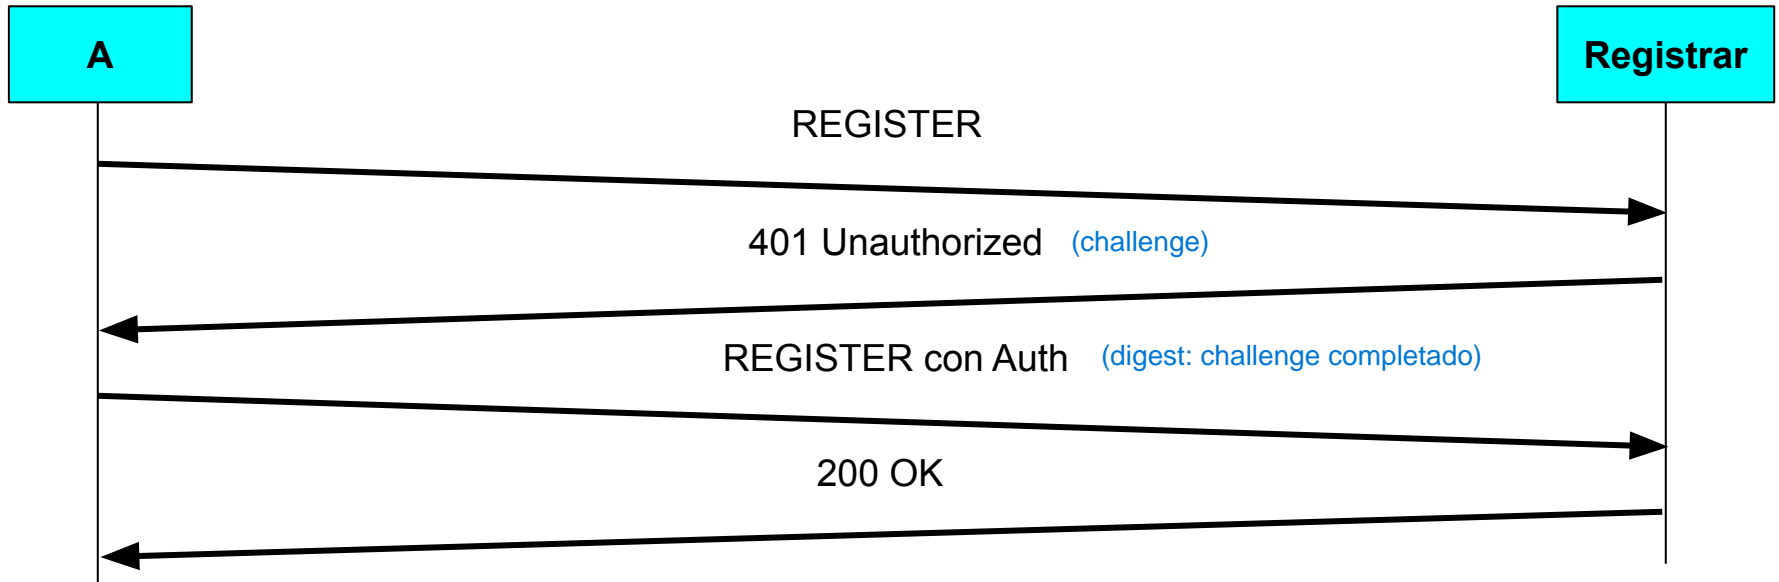 A
Registrar
REGISTER
401 Unauthorized (challenge)
REGISTER con Auth (digest: challenge completado)
200 OK